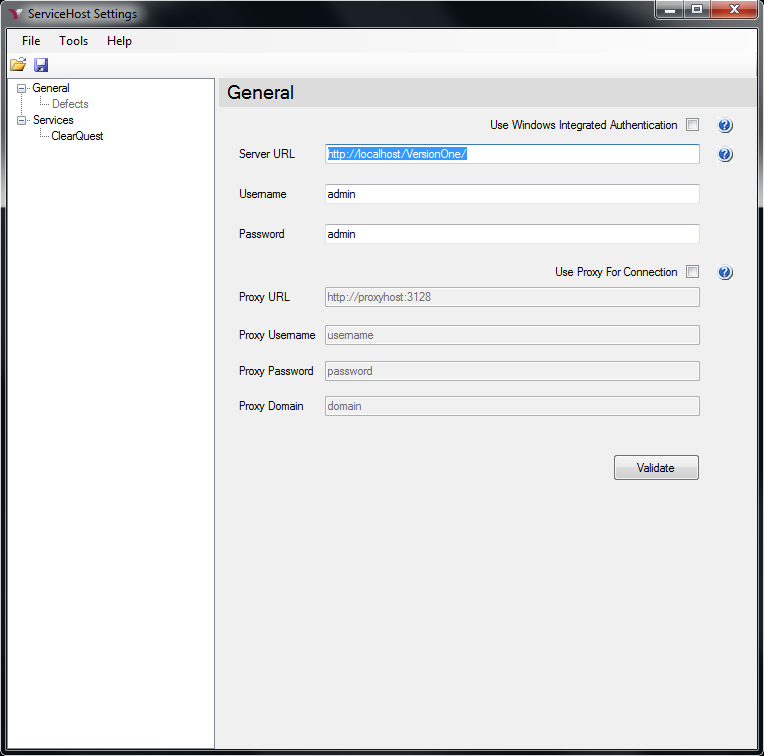 ServiceHost Settings
File Tools Help
General
Defects
Services
ClearQuest
General
Use Windows Integrated Authentication
Server URL http://localhost/VersionOne/
Username admin
Password admin
Use Proxy For Connection
Proxy URL http://proxyhost:3128
Proxy Username username
Proxy Password password
Proxy Domain domain
Validate